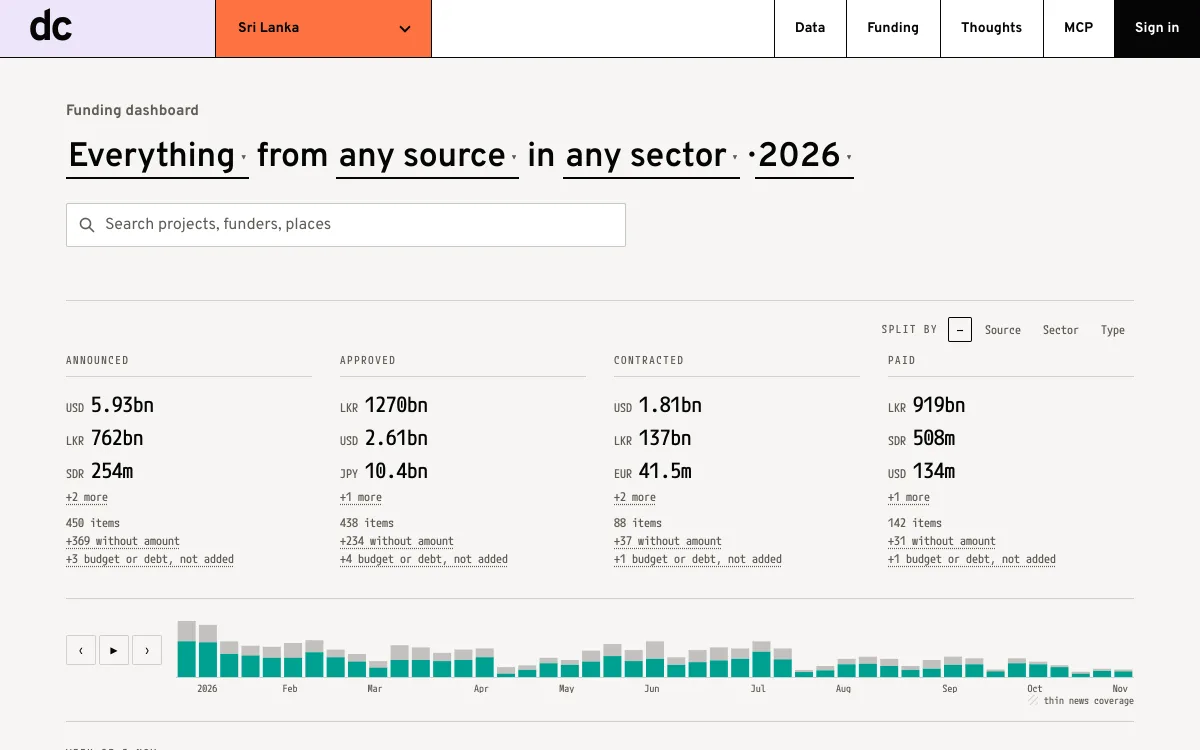 dc
Sri Lanka
Data
Funding
Thoughts
MCP
Sign in
Funding dashboard
Everything from any source in any sector ·2026
Search projects, funders, places
SPLIT BY – Source Sector Type
ANNOUNCED
USD 5.93bn
LKR 762bn
SDR 254m
+2 more
450 items
+369 without amount
+3 budget or debt, not added
APPROVED
LKR 1270bn
USD 2.61bn
JPY 10.4bn
+1 more
438 items
+234 without amount
+4 budget or debt, not added
CONTRACTED
USD 1.81bn
LKR 137bn
EUR 41.5m
+2 more
88 items
+37 without amount
+1 budget or debt, not added
PAID
LKR 919bn
SDR 508m
USD 134m
+1 more
142 items
+31 without amount
+1 budget or debt, not added
2026 Feb Mar Apr May Jun Jul Aug Sep Oct Nov
thin news coverage